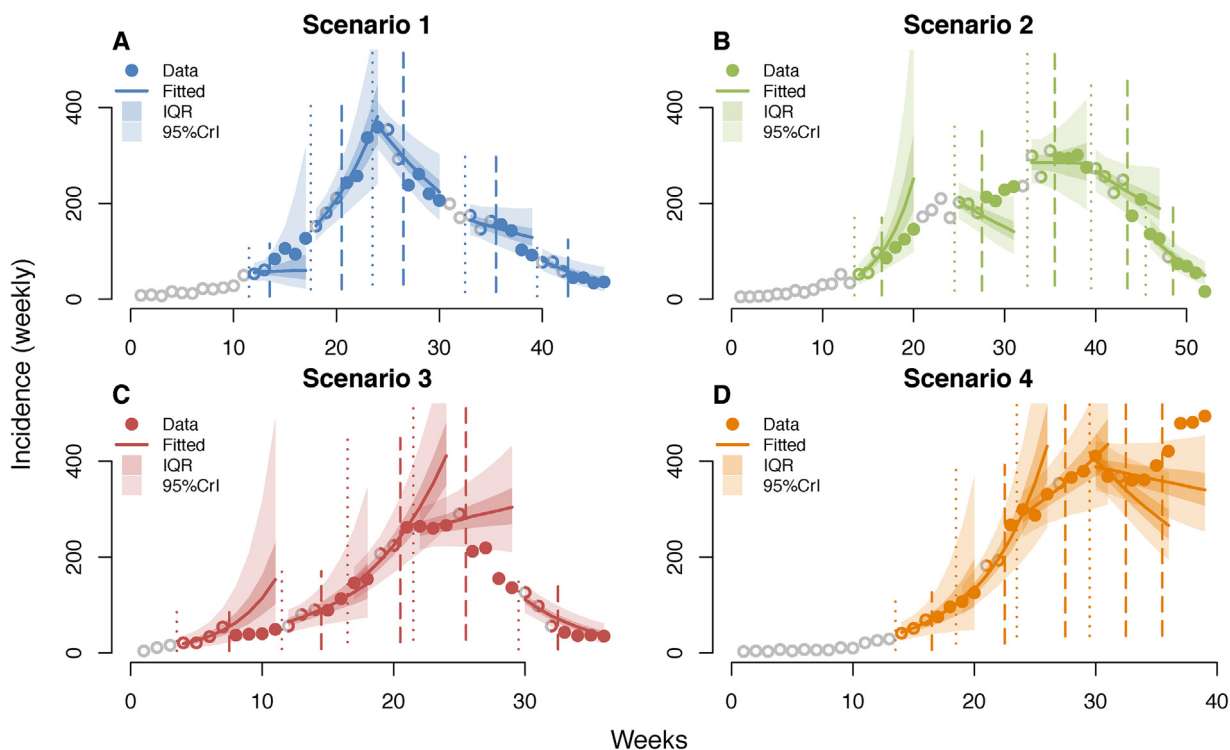 Scenario 1
A
Data
Fitted
IQR
95%CrI
400
200
0
0 10 20 30 40
Scenario 2
B
Data
Fitted
IQR
95%CrI
400
200
0
0 10 20 30 40 50
Scenario 3
C
Data
Fitted
IQR
95%CrI
400
200
0
0 10 20 30
Scenario 4
D
Data
Fitted
IQR
95%CrI
400
200
0
0 10 20 30 40
Incidence (weekly)
Weeks